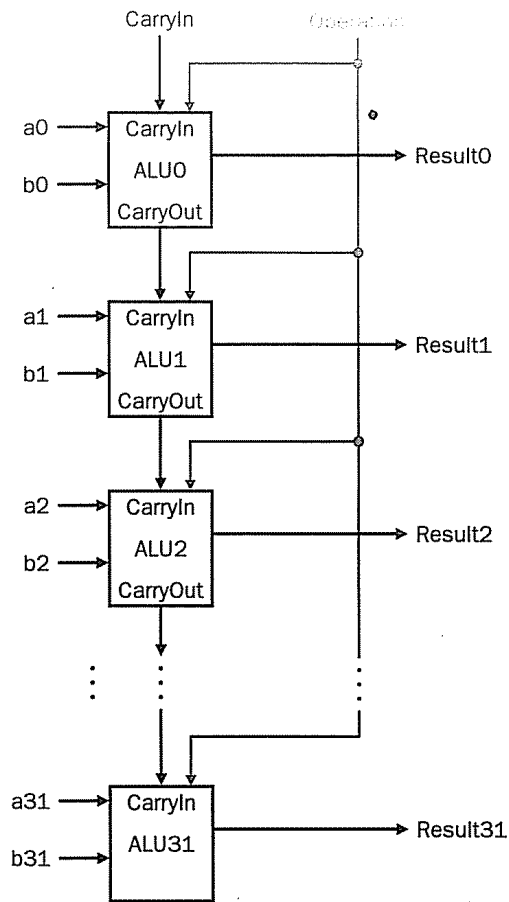 CarryIn Operation
a0 CarryIn
ALU0 Result0
b0
CarryOut
a1 CarryIn
ALU1 Result1
b1
CarryOut
a2 CarryIn
ALU2 Result2
b2
CarryOut
a31 CarryIn
ALU31 Result31
b31